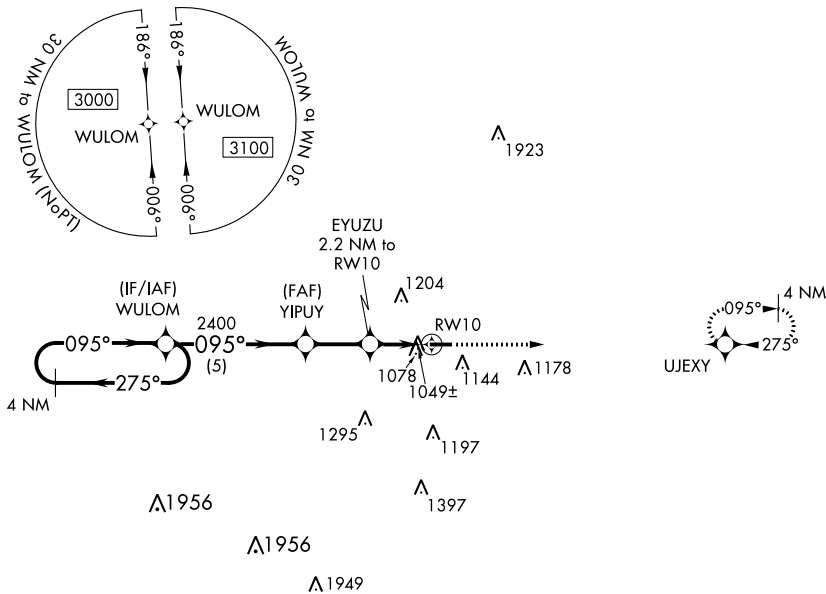 186°
186°
30 NM to WULOM (NoPT)
30 NM to WULOM
3000
WULOM
WULOM
3100
006°
006°
1923
EYUZU
2.2 NM to
RW10
(IF/IAF)
WULOM
(FAF)
YIPUY
1204
4 NM
095°
2400
095°
(5)
RW10
095°
275°
UJEXY
275°
4 NM
1078
1049±
1144
1178
1295
1197
1397
1956
1956
1949